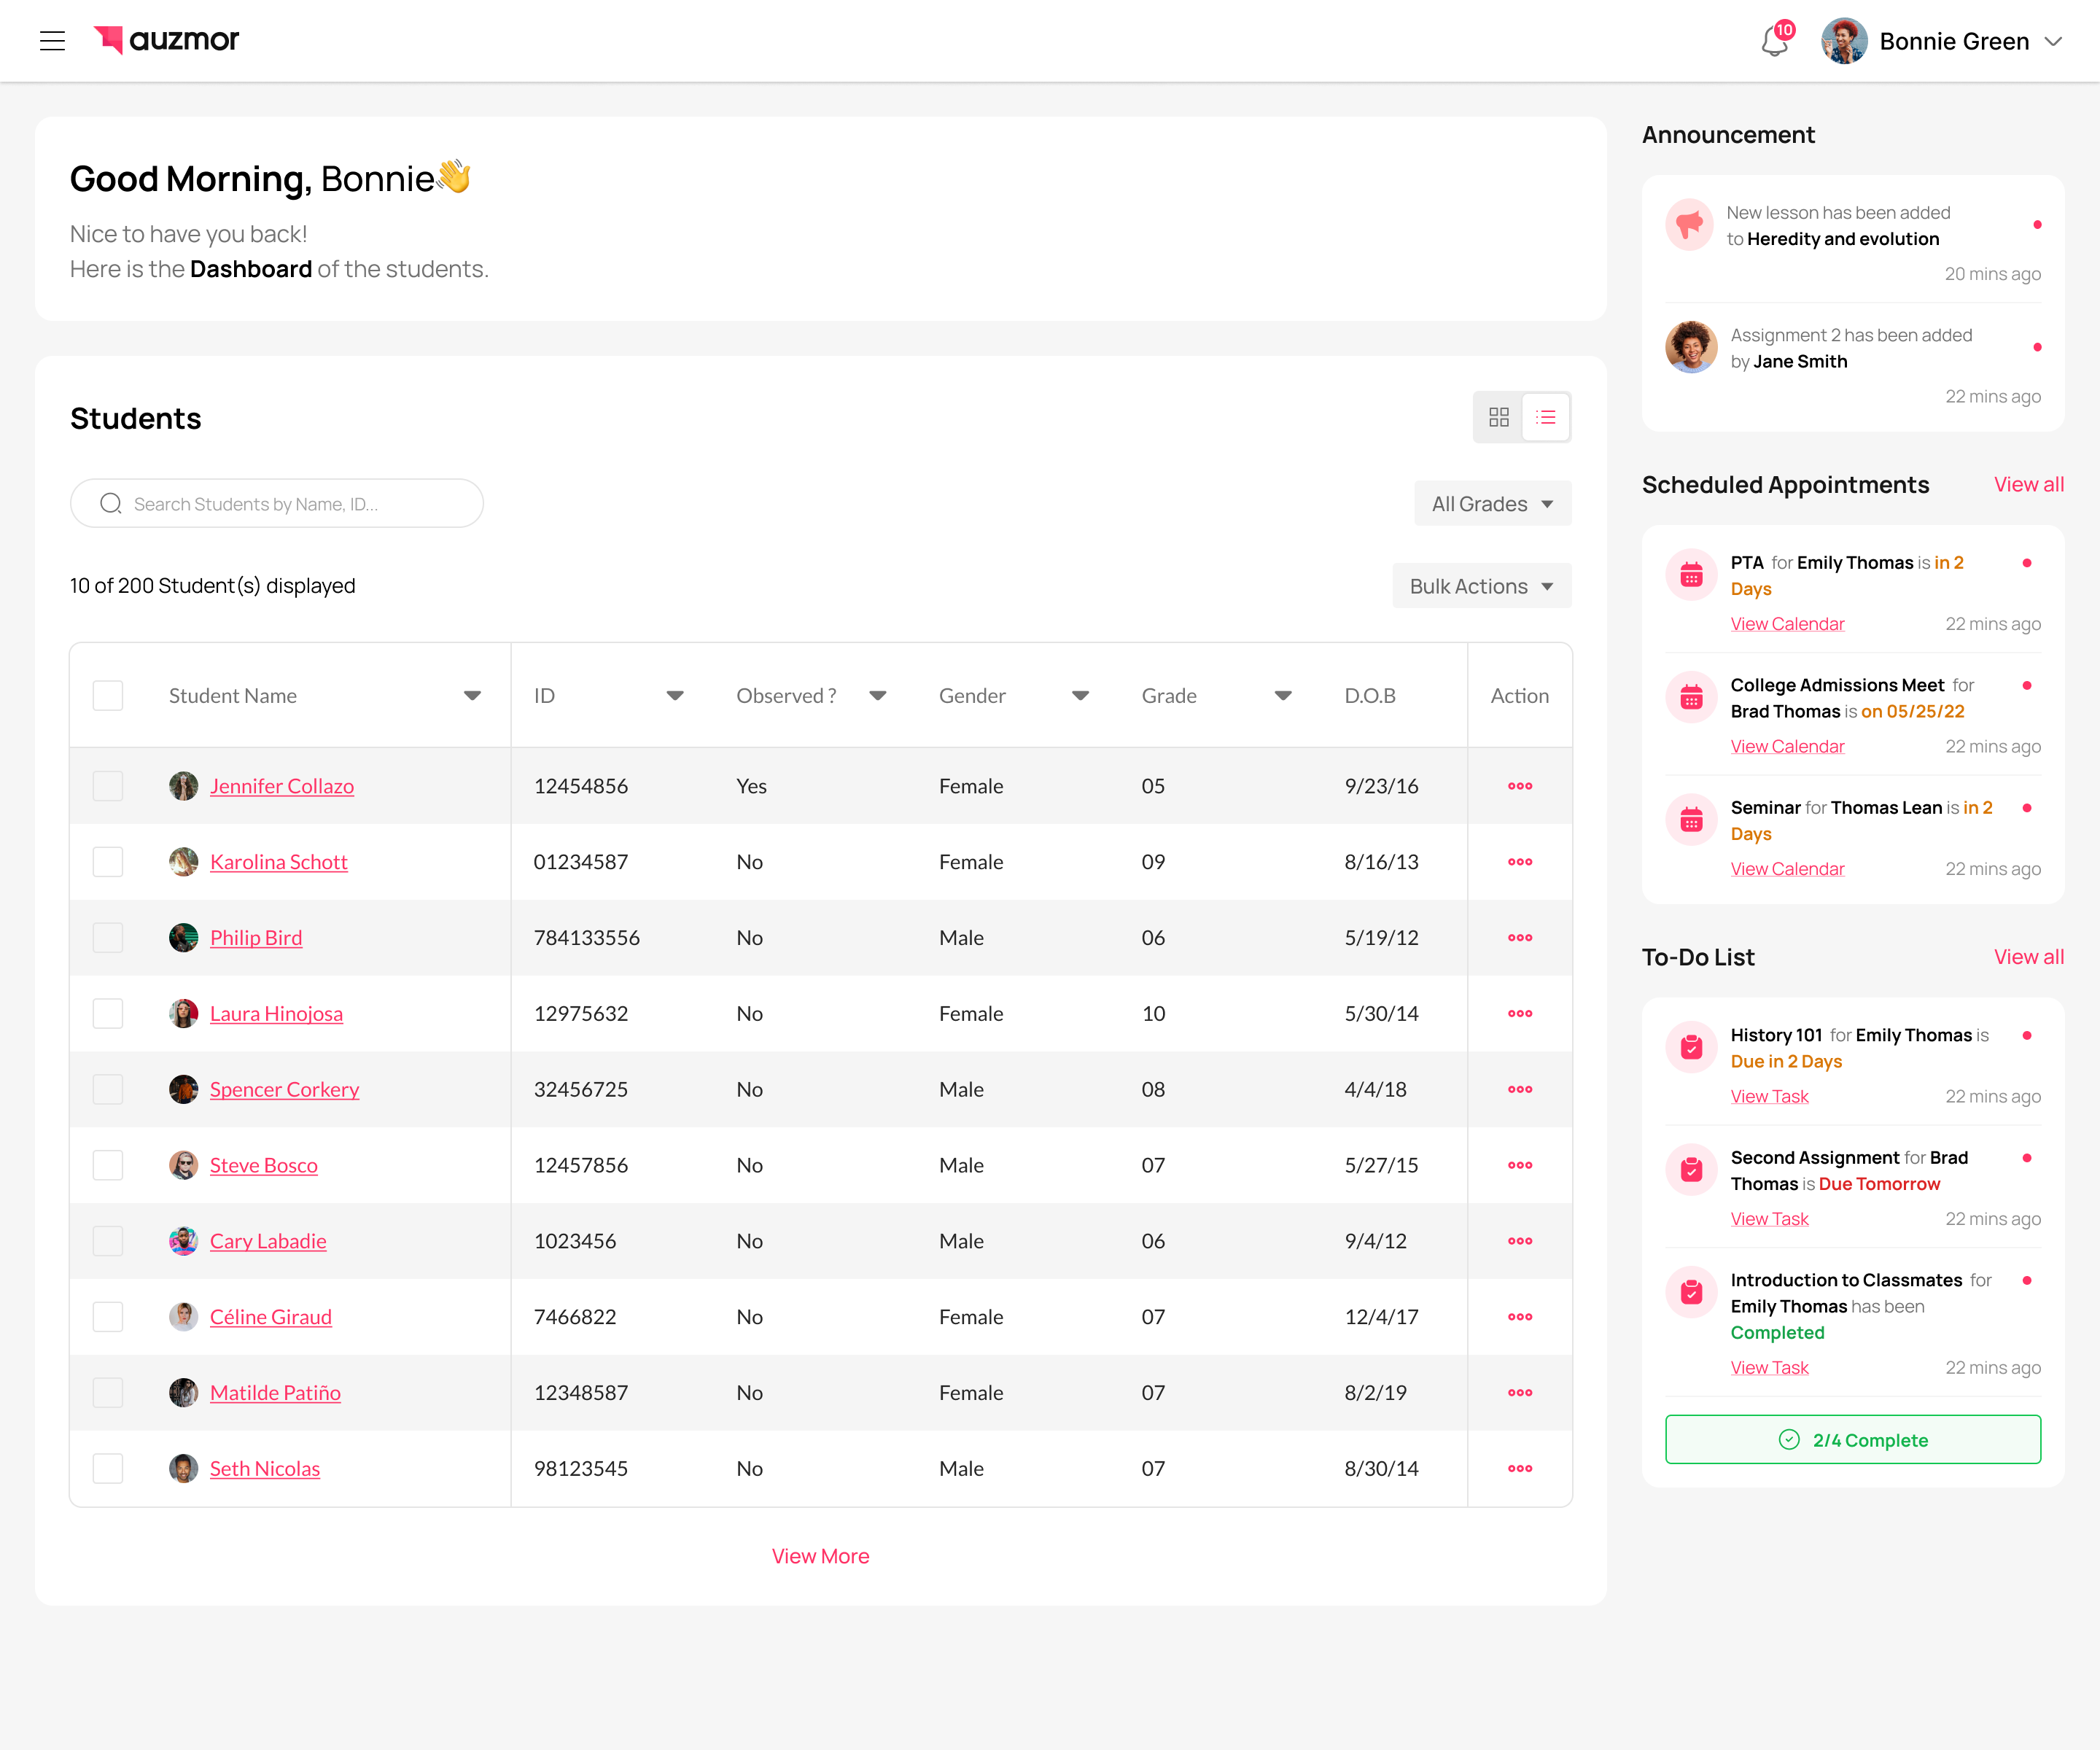 auzmor
10
Bonnie Green
Good Morning, Bonnie👋
Nice to have you back!
Here is the Dashboard of the students.
Students
Search Students by Name, ID...
All Grades
10 of 200 Student(s) displayed
Bulk Actions
Student Name ID Observed ? Gender Grade D.O.B Action
Jennifer Collazo 12454856 Yes Female 05 9/23/16
Karolina Schott 01234587 No Female 09 8/16/13
Philip Bird 784133556 No Male 06 5/19/12
Laura Hinojosa 12975632 No Female 10 5/30/14
Spencer Corkery 32456725 No Male 08 4/4/18
Steve Bosco 12457856 No Male 07 5/27/15
Cary Labadie 1023456 No Male 06 9/4/12
Céline Giraud 7466822 No Female 07 12/4/17
Matilde Patiño 12348587 No Female 07 8/2/19
Seth Nicolas 98123545 No Male 07 8/30/14
View More
Announcement
New lesson has been added
to Heredity and evolution
20 mins ago
Assignment 2 has been added
by Jane Smith
22 mins ago
Scheduled Appointments View all
PTA for Emily Thomas is in 2
Days
View Calendar 22 mins ago
College Admissions Meet for
Brad Thomas is on 05/25/22
View Calendar 22 mins ago
Seminar for Thomas Lean is in 2
Days
View Calendar 22 mins ago
To-Do List View all
History 101 for Emily Thomas is
Due in 2 Days
View Task 22 mins ago
Second Assignment for Brad
Thomas is Due Tomorrow
View Task 22 mins ago
Introduction to Classmates for
Emily Thomas has been
Completed
View Task 22 mins ago
2/4 Complete